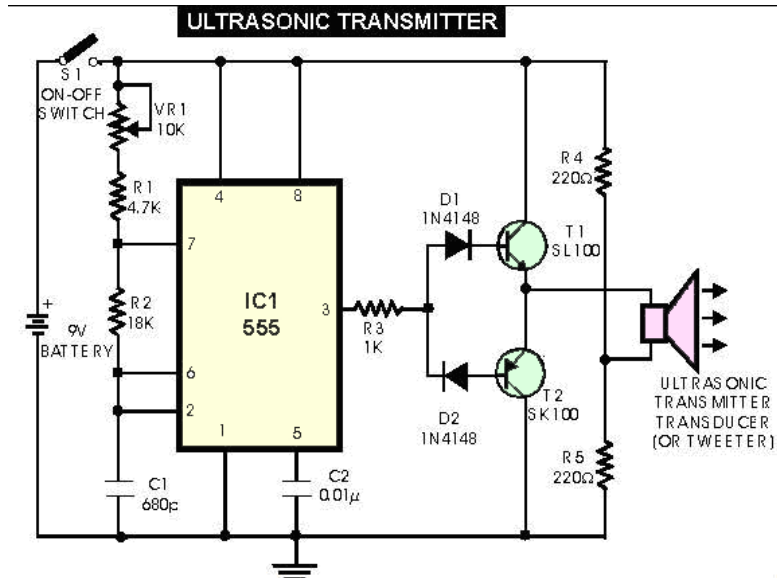 ULTRASONIC TRANSMITTER
S1
ON-OFF
SWITCH
VR1
10K
R1
4.7K
R2
18K
+
9V
BATTERY
C1
680p
4
8
7
IC1
555
3
6
2
1
5
C2
0.01µ
R3
1K
D1
1N4148
D2
1N4148
T1
SL100
T2
SK100
R4
220Ω
R5
220Ω
ULTRASONIC
TRANSMITTER
TRANSDUCER
(OR TWEETER)